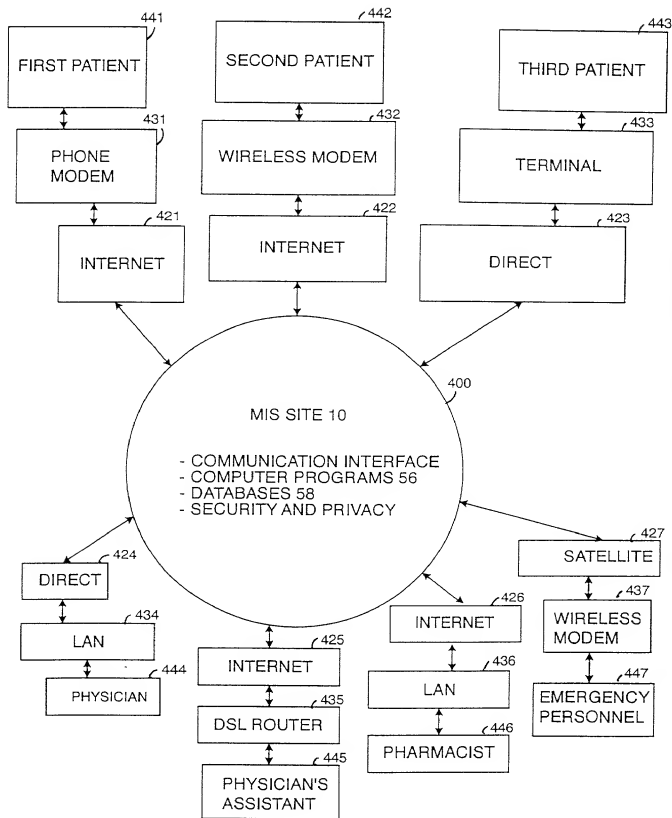 441
FIRST PATIENT
431
PHONE
MODEM
421
INTERNET
442
SECOND PATIENT
432
WIRELESS MODEM
422
INTERNET
443
THIRD PATIENT
433
TERMINAL
423
DIRECT
400
MIS SITE 10
- COMMUNICATION INTERFACE
- COMPUTER PROGRAMS 56
- DATABASES 58
- SECURITY AND PRIVACY
424
DIRECT
434
LAN
444
PHYSICIAN
425
INTERNET
435
DSL ROUTER
445
PHYSICIAN'S
ASSISTANT
426
INTERNET
436
LAN
446
PHARMACIST
427
SATELLITE
437
WIRELESS
MODEM
447
EMERGENCY
PERSONNEL